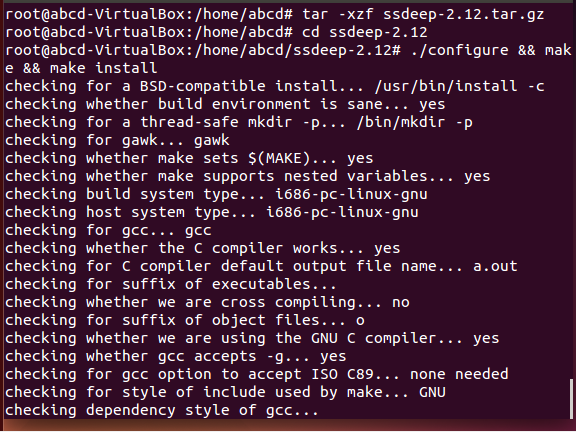 root@abcd-VirtualBox:/home/abcd# tar -xzf ssdeep-2.12.tar.gz
root@abcd-VirtualBox:/home/abcd# cd ssdeep-2.12
root@abcd-VirtualBox:/home/abcd/ssdeep-2.12# ./configure && mak
e && make install
checking for a BSD-compatible install... /usr/bin/install -c
checking whether build environment is sane... yes
checking for a thread-safe mkdir -p... /bin/mkdir -p
checking for gawk... gawk
checking whether make sets $(MAKE)... yes
checking whether make supports nested variables... yes
checking build system type... i686-pc-linux-gnu
checking host system type... i686-pc-linux-gnu
checking for gcc... gcc
checking whether the C compiler works... yes
checking for C compiler default output file name... a.out
checking for suffix of executables...
checking whether we are cross compiling... no
checking for suffix of object files... o
checking whether we are using the GNU C compiler... yes
checking whether gcc accepts -g... yes
checking for gcc option to accept ISO C89... none needed
checking for style of include used by make... GNU
checking dependency style of gcc...